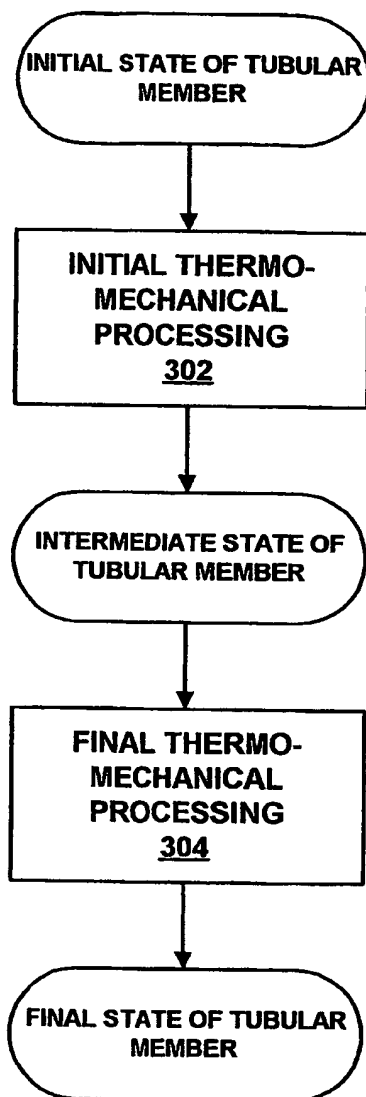 INITIAL STATE OF TUBULAR
MEMBER
INITIAL THERMO-
MECHANICAL
PROCESSING
302
INTERMEDIATE STATE OF
TUBULAR MEMBER
FINAL THERMO-
MECHANICAL
PROCESSING
304
FINAL STATE OF TUBULAR
MEMBER